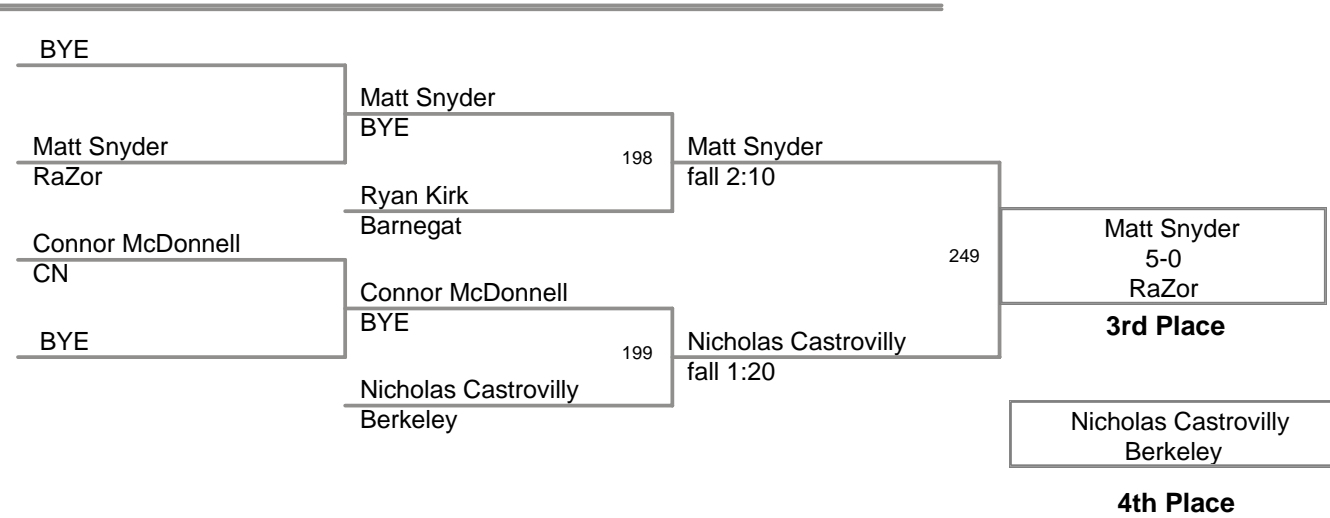 BYE
Matt Snyder
BYE
Matt Snyder
RaZor
198
Matt Snyder
fall 2:10
Ryan Kirk
Barnegat
Connor McDonnell
CN
249
Matt Snyder
5-0
RaZor
3rd Place
Connor McDonnell
BYE
BYE
199
Nicholas Castrovilly
fall 1:20
Nicholas Castrovilly
Berkeley
Nicholas Castrovilly
Berkeley
4th Place